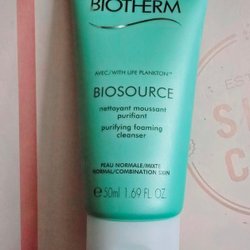 BIOTHERM
AVEC/WITH LIFE PLANKTON™
BIOSOURCE
nettoyant moussant
purifiant
purifying foaming
cleanser
PEAU NORMALE/MIXTE
NORMAL/COMBINATION SKIN
℮ 50ml 1.69 FL.OZ.